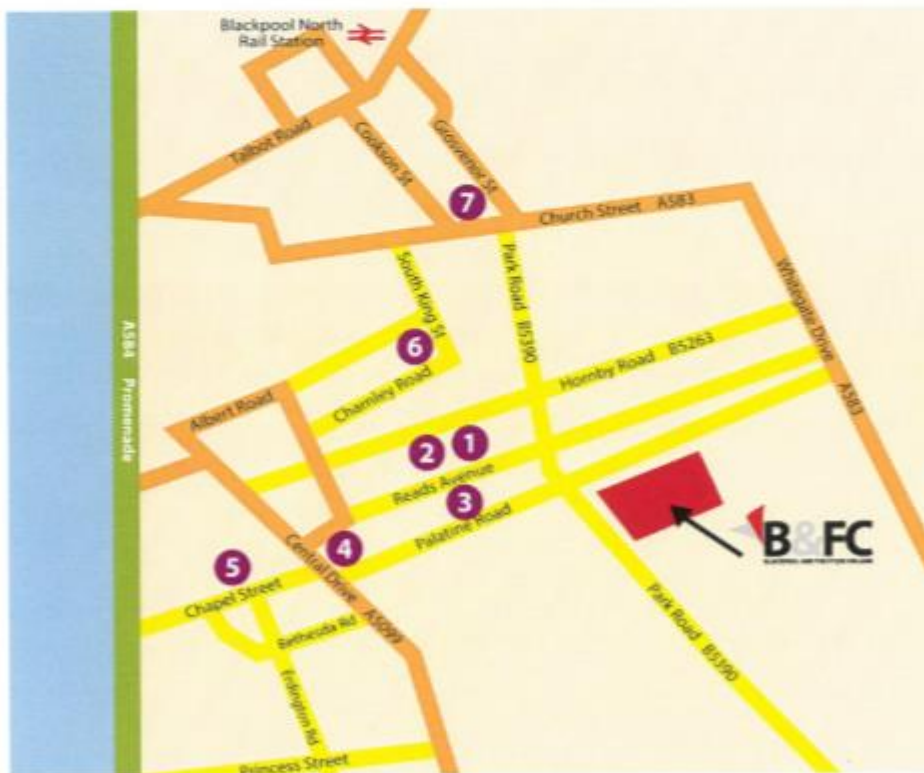 Blackpool North
Rail Station
Talbot Road
Cookson St
Grosvenor St
7
Church Street A583
South King St
Park Road B5390
Whitegate Drive
A583
A584 Promenade
6
Charnley Road
Hornby Road B5263
Albert Road
2
1
Reads Avenue
3
Palatine Road
B&FC
4
5
Central Drive A5099
Chapel Street
Bethesda Rd
Erdington Rd
Park Road B5390
Princess Street